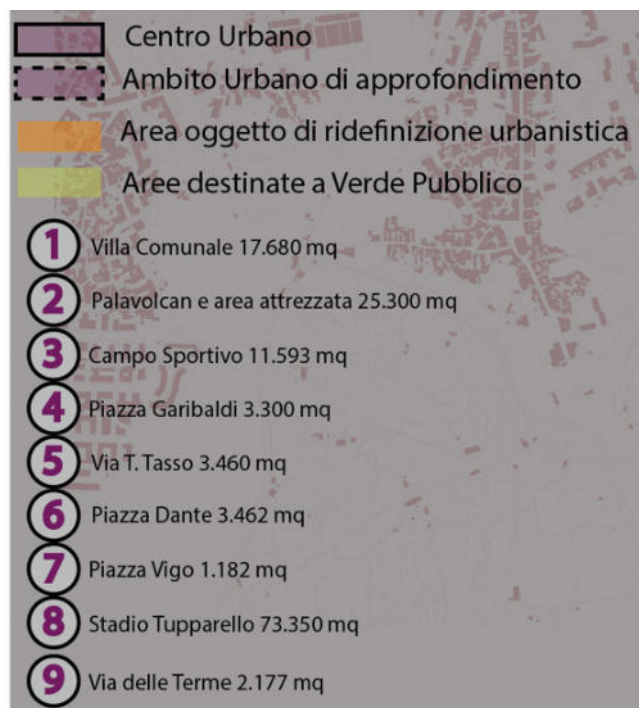 Centro Urbano
Ambito Urbano di approfondimento
Area oggetto di ridefinizione urbanistica
Aree destinate a Verde Pubblico
1 Villa Comunale 17.680 mq
2 Palavolcan e area attrezzata 25.300 mq
3 Campo Sportivo 11.593 mq
4 Piazza Garibaldi 3.300 mq
5 Via T. Tasso 3.460 mq
6 Piazza Dante 3.462 mq
7 Piazza Vigo 1.182 mq
8 Stadio Tupparello 73.350 mq
9 Via delle Terme 2.177 mq